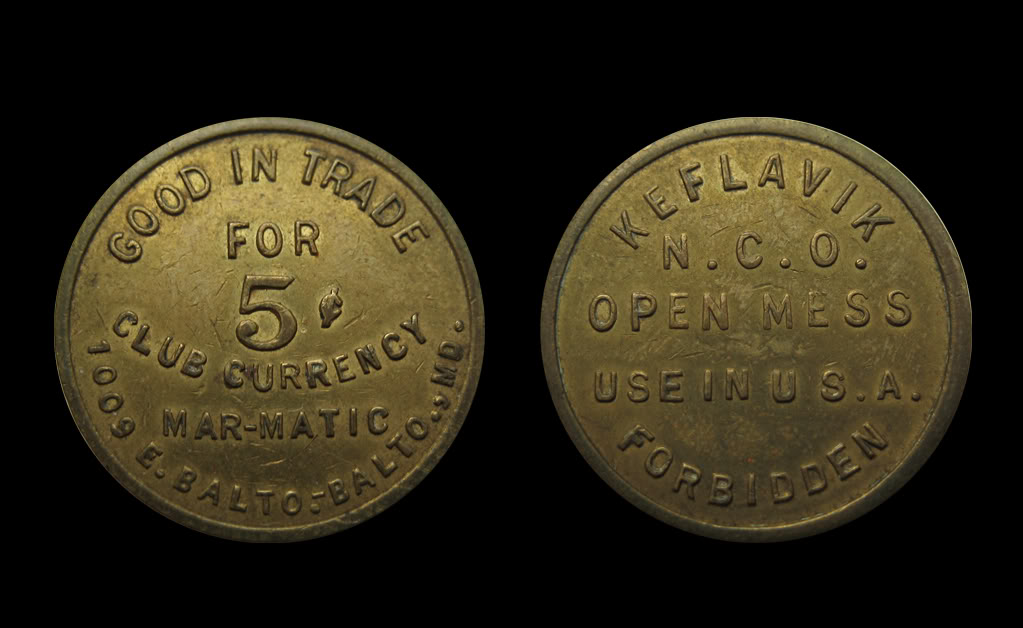 GOOD IN TRADE
FOR
5¢
CLUB CURRENCY
MAR-MATIC
1009 E. BALTO.-BALTO., MD.
KEFLAVIK
N.C.O.
OPEN MESS
USE IN U S.A.
FORBIDDEN